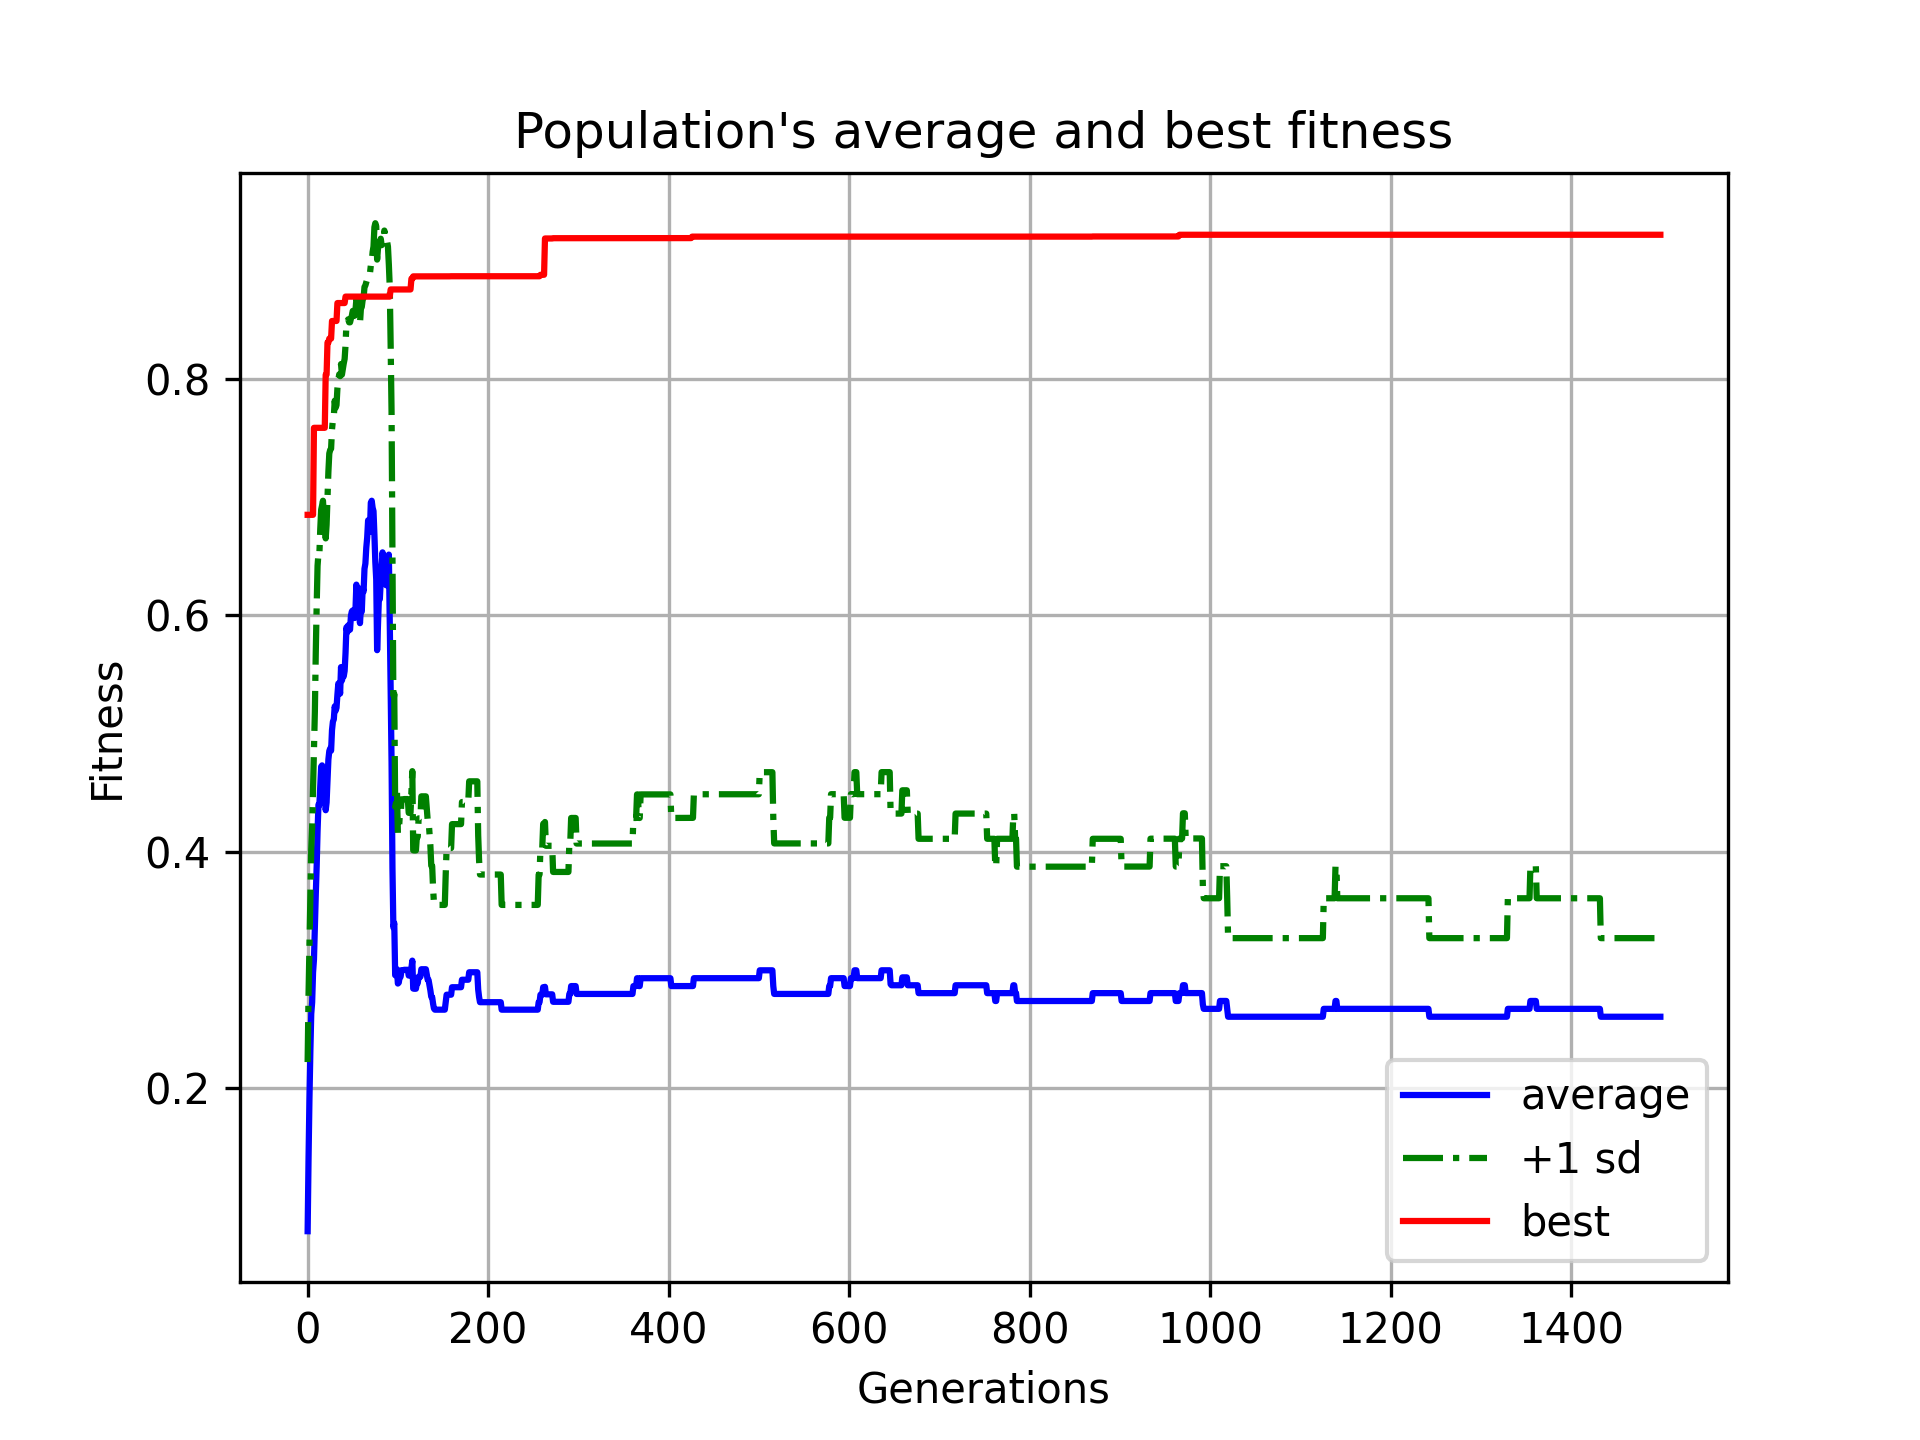 Population's average and best fitness
Fitness
0.8
0.6
0.4
0.2
0 200 400 600 800 1000 1200 1400
Generations
average
+1 sd
best